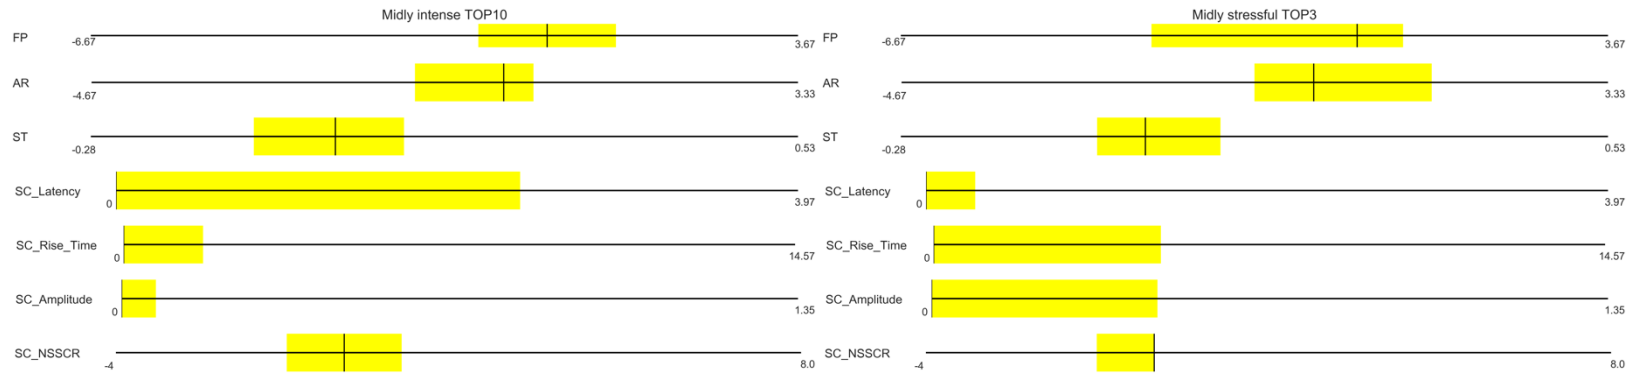 Midly intense TOP10
FP
-6.67
3.67
AR
-4.67
3.33
ST
-0.28
0.53
SC_Latency
0
3.97
SC_Rise_Time
0
14.57
SC_Amplitude
0
1.35
SC_NSSCR
-4
8.0
Midly stressful TOP3
FP
-6.67
3.67
AR
-4.67
3.33
ST
-0.28
0.53
SC_Latency
0
3.97
SC_Rise_Time
0
14.57
SC_Amplitude
0
1.35
SC_NSSCR
-4
8.0